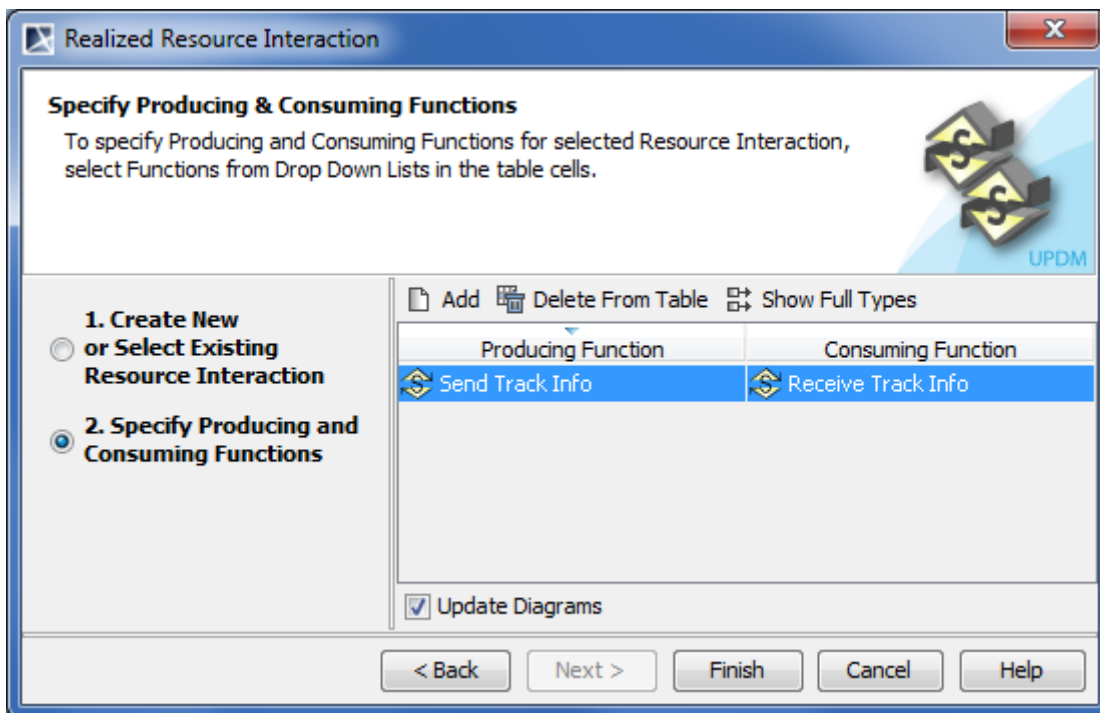 Realized Resource Interaction
x
Specify Producing & Consuming Functions
To specify Producing and Consuming Functions for selected Resource Interaction,
select Functions from Drop Down Lists in the table cells.
S
S
UPDM
1. Create New
or Select Existing
Resource Interaction
2. Specify Producing and
Consuming Functions
Add Delete From Table Show Full Types
Producing Function Consuming Function
S Send Track Info S Receive Track Info
Update Diagrams
< Back Next > Finish Cancel Help